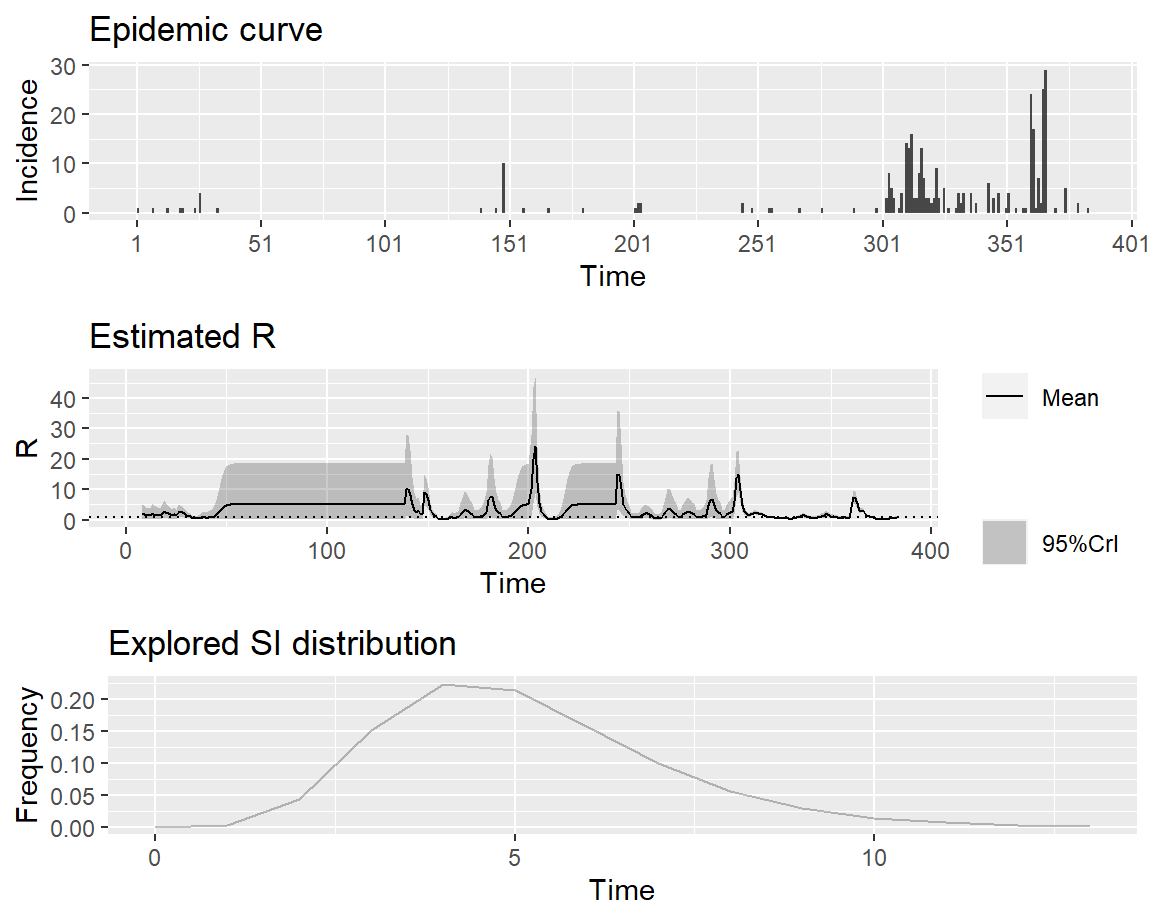 Epidemic curve
30
20
10
0
Incidence
1 51 101 151 201 251 301 351 401
Time
Estimated R
40
30
20
10
0
R
0 100 200 300 400
Time
Mean
95%CrI
Explored SI distribution
0.20
0.15
0.10
0.05
0.00
Frequency
0 5 10
Time